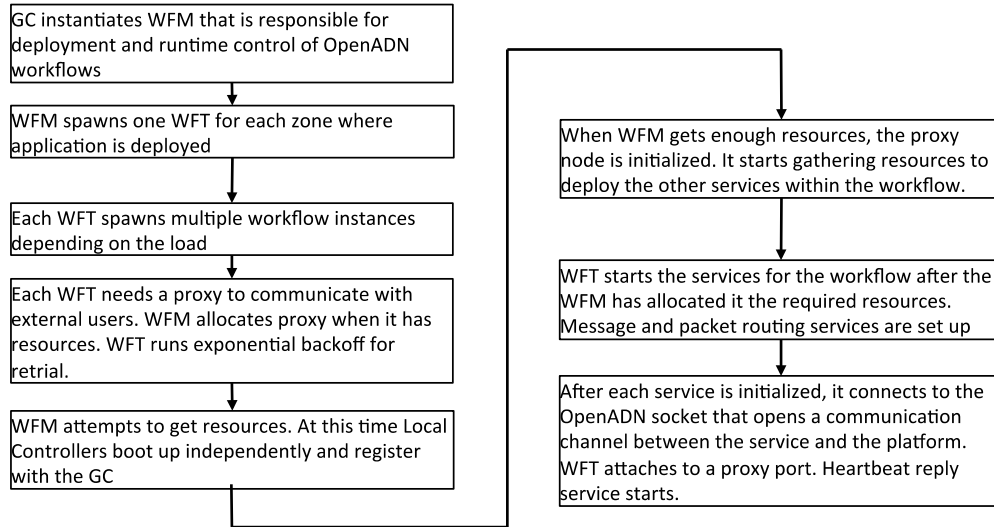 GC instantiates WFM that is responsible for
deployment and runtime control of OpenADN
workflows
WFM spawns one WFT for each zone where
application is deployed
Each WFT spawns multiple workflow instances
depending on the load
Each WFT needs a proxy to communicate with
external users. WFM allocates proxy when it has
resources. WFT runs exponential backoff for
retrial.
WFM attempts to get resources. At this time Local
Controllers boot up independently and register
with the GC
When WFM gets enough resources, the proxy
node is initialized. It starts gathering resources to
deploy the other services within the workflow.
WFT starts the services for the workflow after the
WFM has allocated it the required resources.
Message and packet routing services are set up
After each service is initialized, it connects to the
OpenADN socket that opens a communication
channel between the service and the platform.
WFT attaches to a proxy port. Heartbeat reply
service starts.